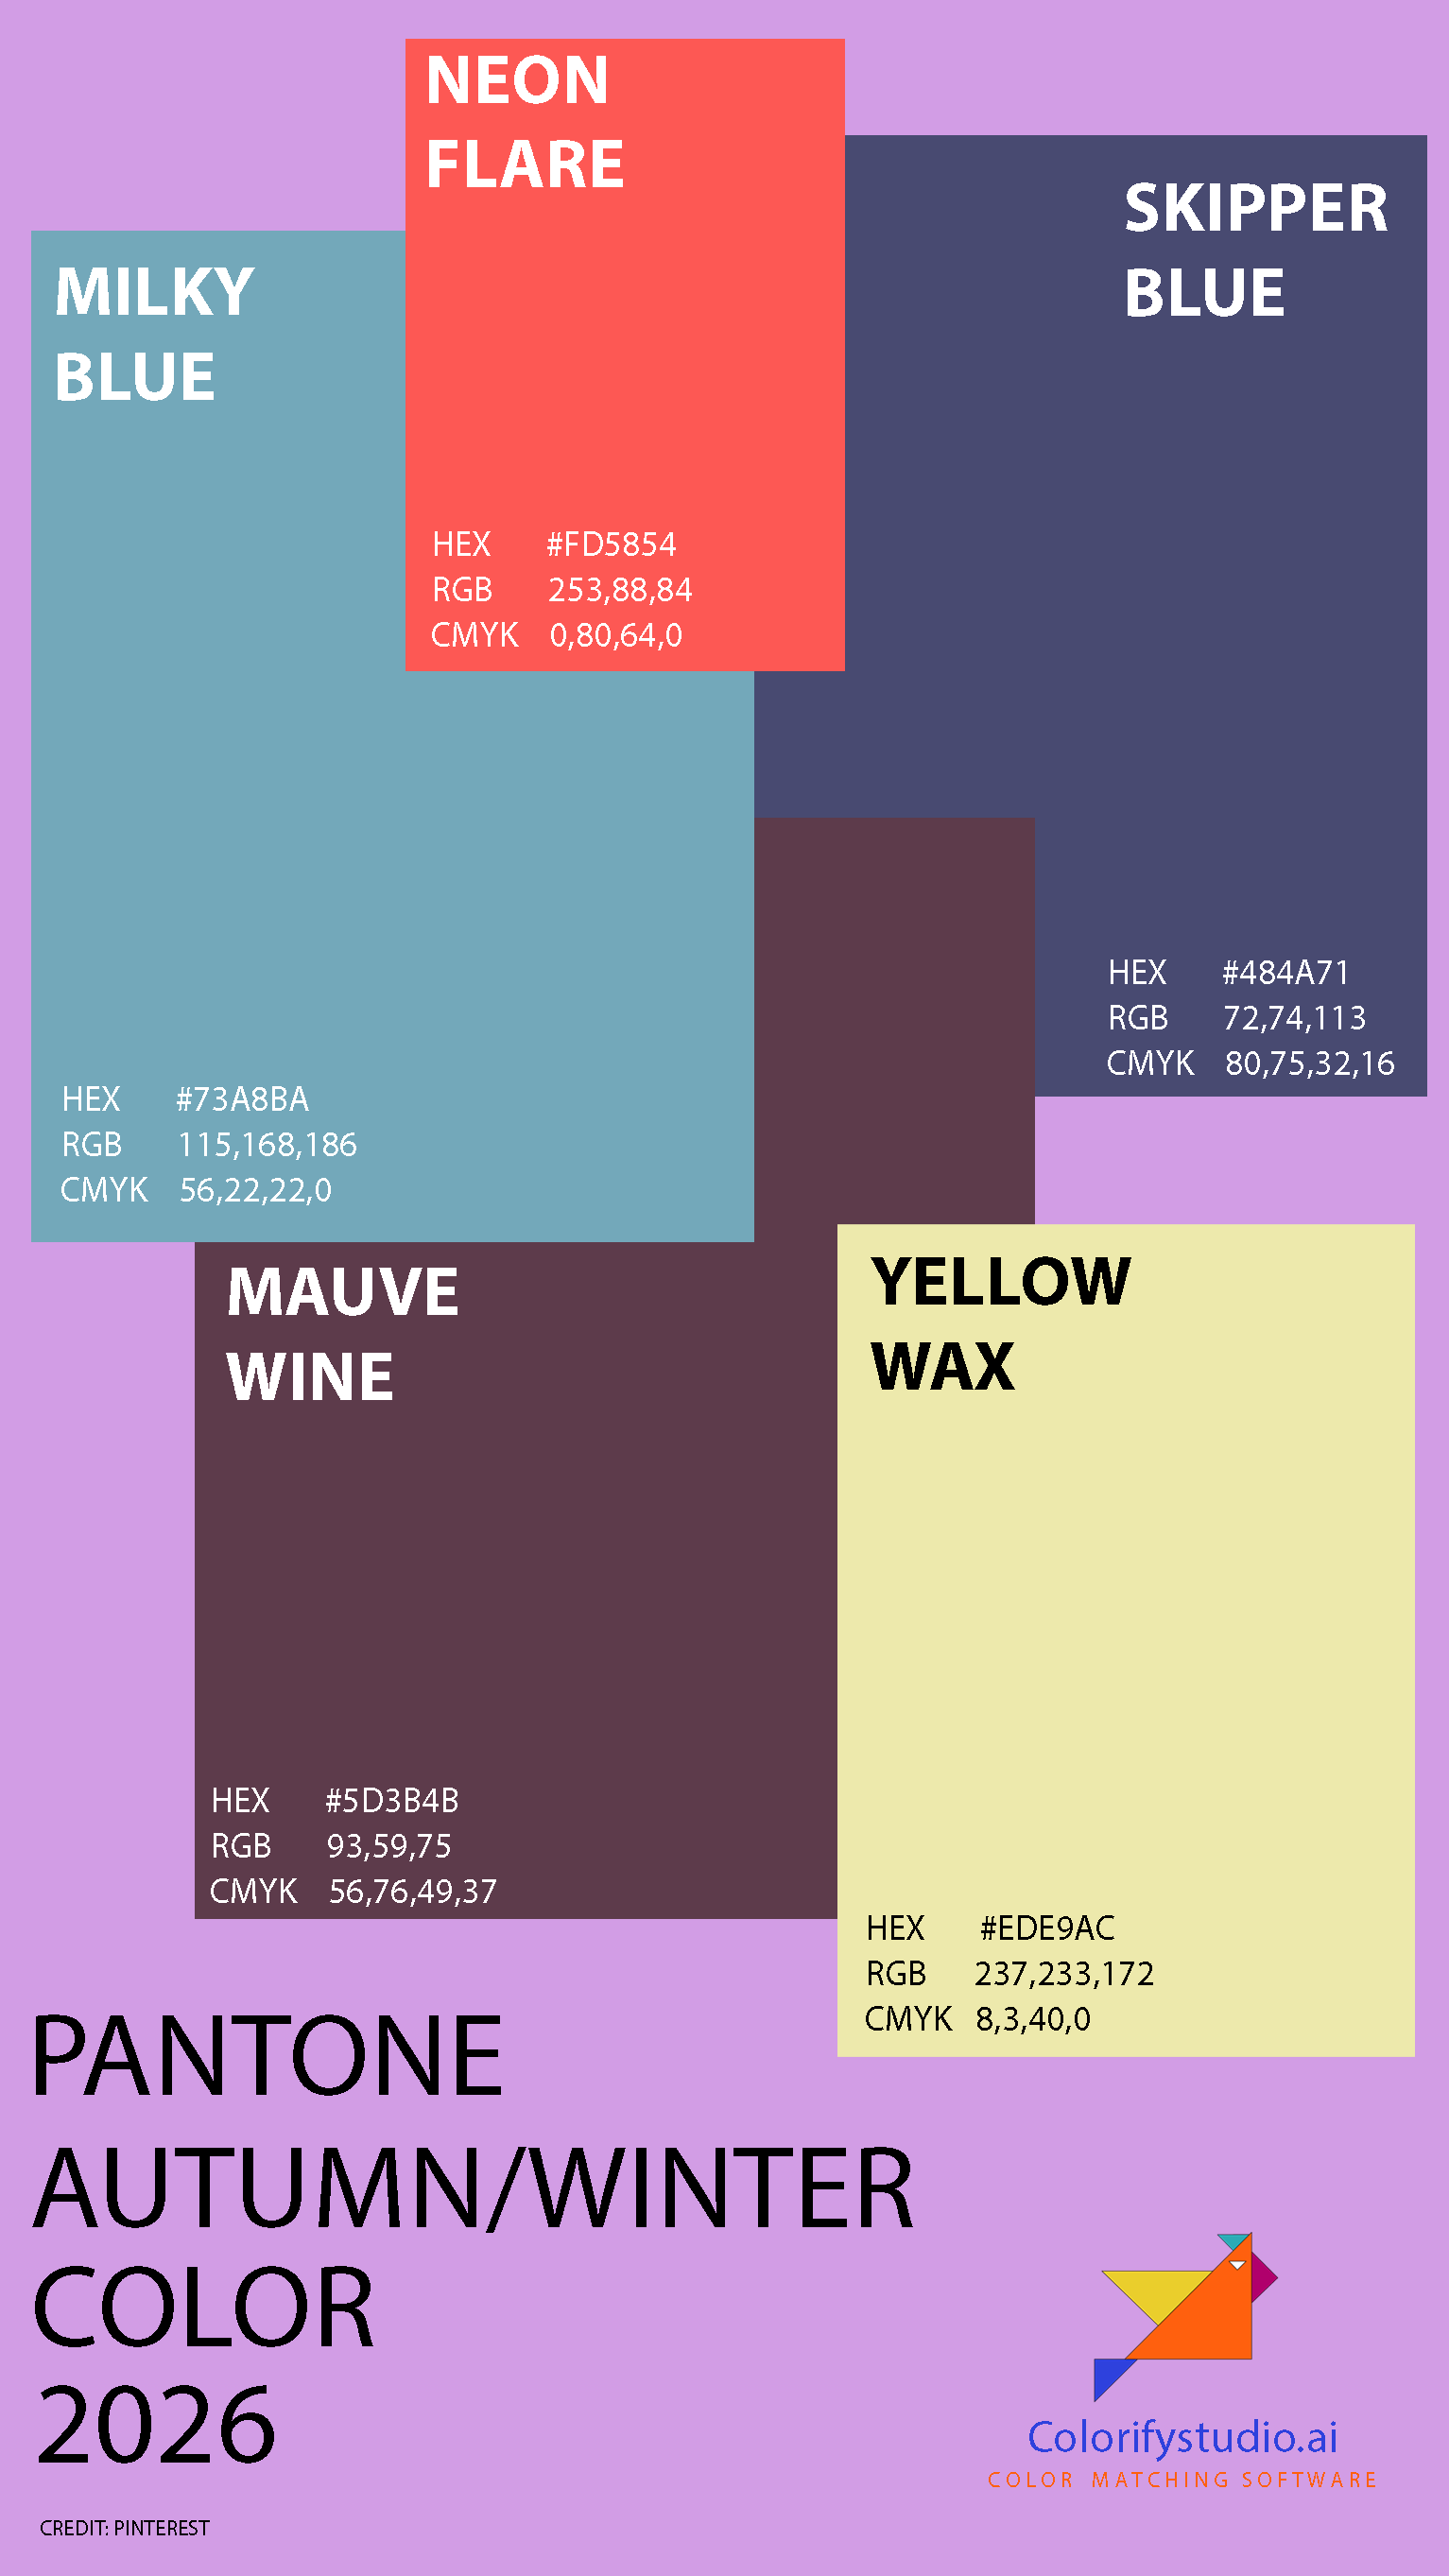 NEON
FLARE
HEX #FD5854
RGB 253,88,84
CMYK 0,80,64,0
SKIPPER
BLUE
HEX #484A71
RGB 72,74,113
CMYK 80,75,32,16
MILKY
BLUE
HEX #73A8BA
RGB 115,168,186
CMYK 56,22,22,0
MAUVE
WINE
HEX #5D3B4B
RGB 93,59,75
CMYK 56,76,49,37
YELLOW
WAX
HEX #EDE9AC
RGB 237,233,172
CMYK 8,3,40,0
PANTONE
AUTUMN/WINTER
COLOR
2026
Colorifystudio.ai
COLOR MATCHING SOFTWARE
CREDIT: PINTEREST